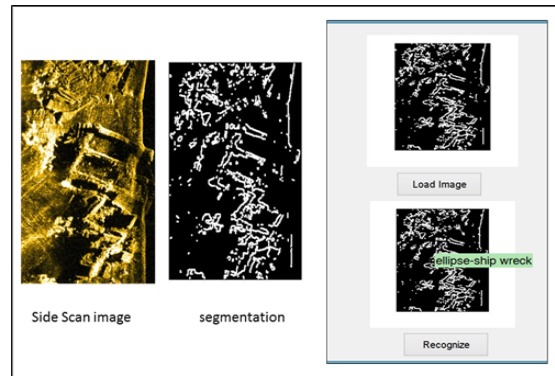 Side Scan image
segmentation
Load Image
ellipse-ship wreck
Recognize